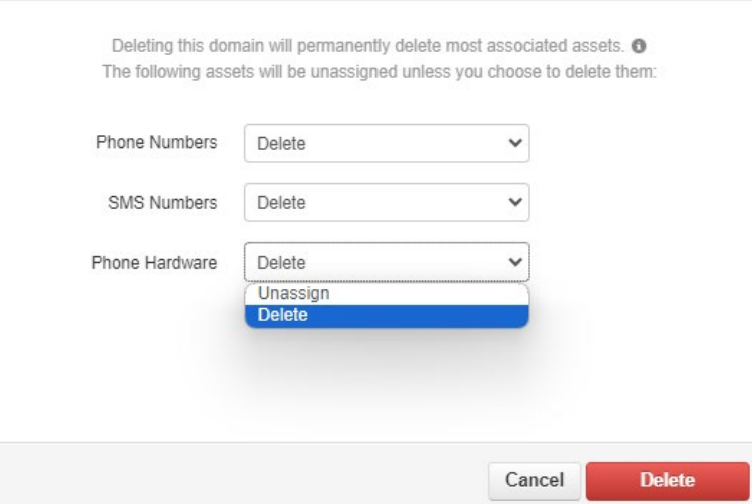 Deleting this domain will permanently delete most associated assets.
The following assets will be unassigned unless you choose to delete them:
Phone Numbers Delete
SMS Numbers Delete
Phone Hardware Delete
Unassign
Delete
Cancel Delete